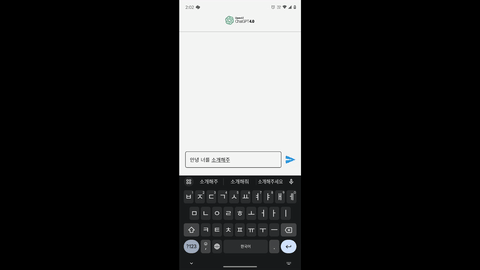 2:02
ChatGPT 4.0
안녕 너를 소개해주
소개해주 소개해줘 소개해주세요
ㅂ ㅈ ㄷ ㄱ ㅅ ㅛ ㅕ ㅑ ㅐ ㅔ
ㅁ ㄴ ㅇ ㄹ ㅎ ㅗ ㅓ ㅏ ㅣ
ㅋ ㅌ ㅊ ㅍ ㅠ ㅜ ㅡ
?123 한국어 .